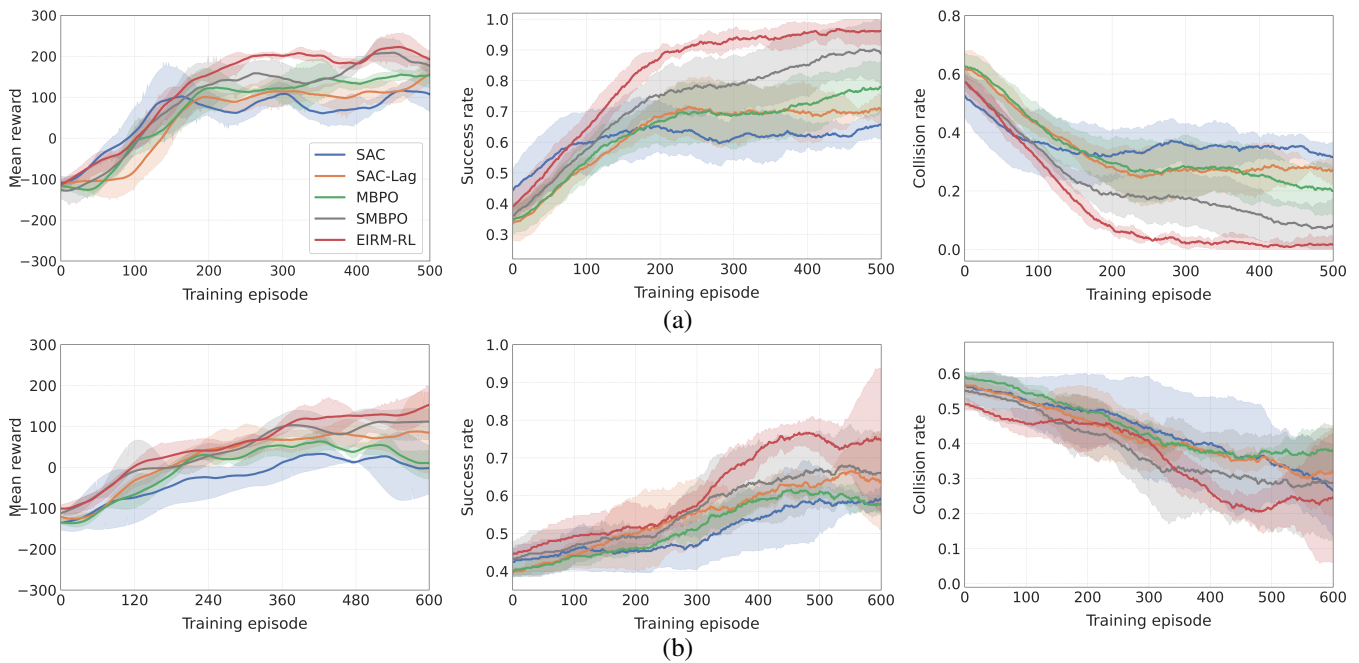 300
200
100
0
−100
−200
−300
Mean reward
0 100 200 300 400 500
Training episode
SAC
SAC-Lag
MBPO
SMBPO
EIRM-RL
1.0
0.9
0.8
0.7
0.6
0.5
0.4
0.3
Success rate
0 100 200 300 400 500
Training episode
0.8
0.6
0.4
0.2
0.0
Collision rate
0 100 200 300 400 500
Training episode
(a)
300
200
100
0
−100
−200
−300
Mean reward
0 120 240 360 480 600
Training episode
1.0
0.9
0.8
0.7
0.6
0.5
0.4
Success rate
0 100 200 300 400 500 600
Training episode
0.6
0.5
0.4
0.3
0.2
0.1
0.0
Collision rate
0 100 200 300 400 500 600
Training episode
(b)